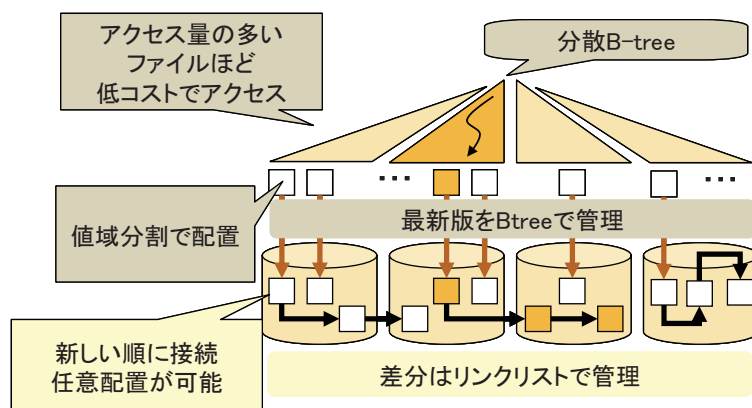 アクセス量の多い
ファイルほど
低コストでアクセス
分散B-tree
…
…
値域分割で配置
最新版をBtreeで管理
新しい順に接続
任意配置が可能
差分はリンクリストで管理